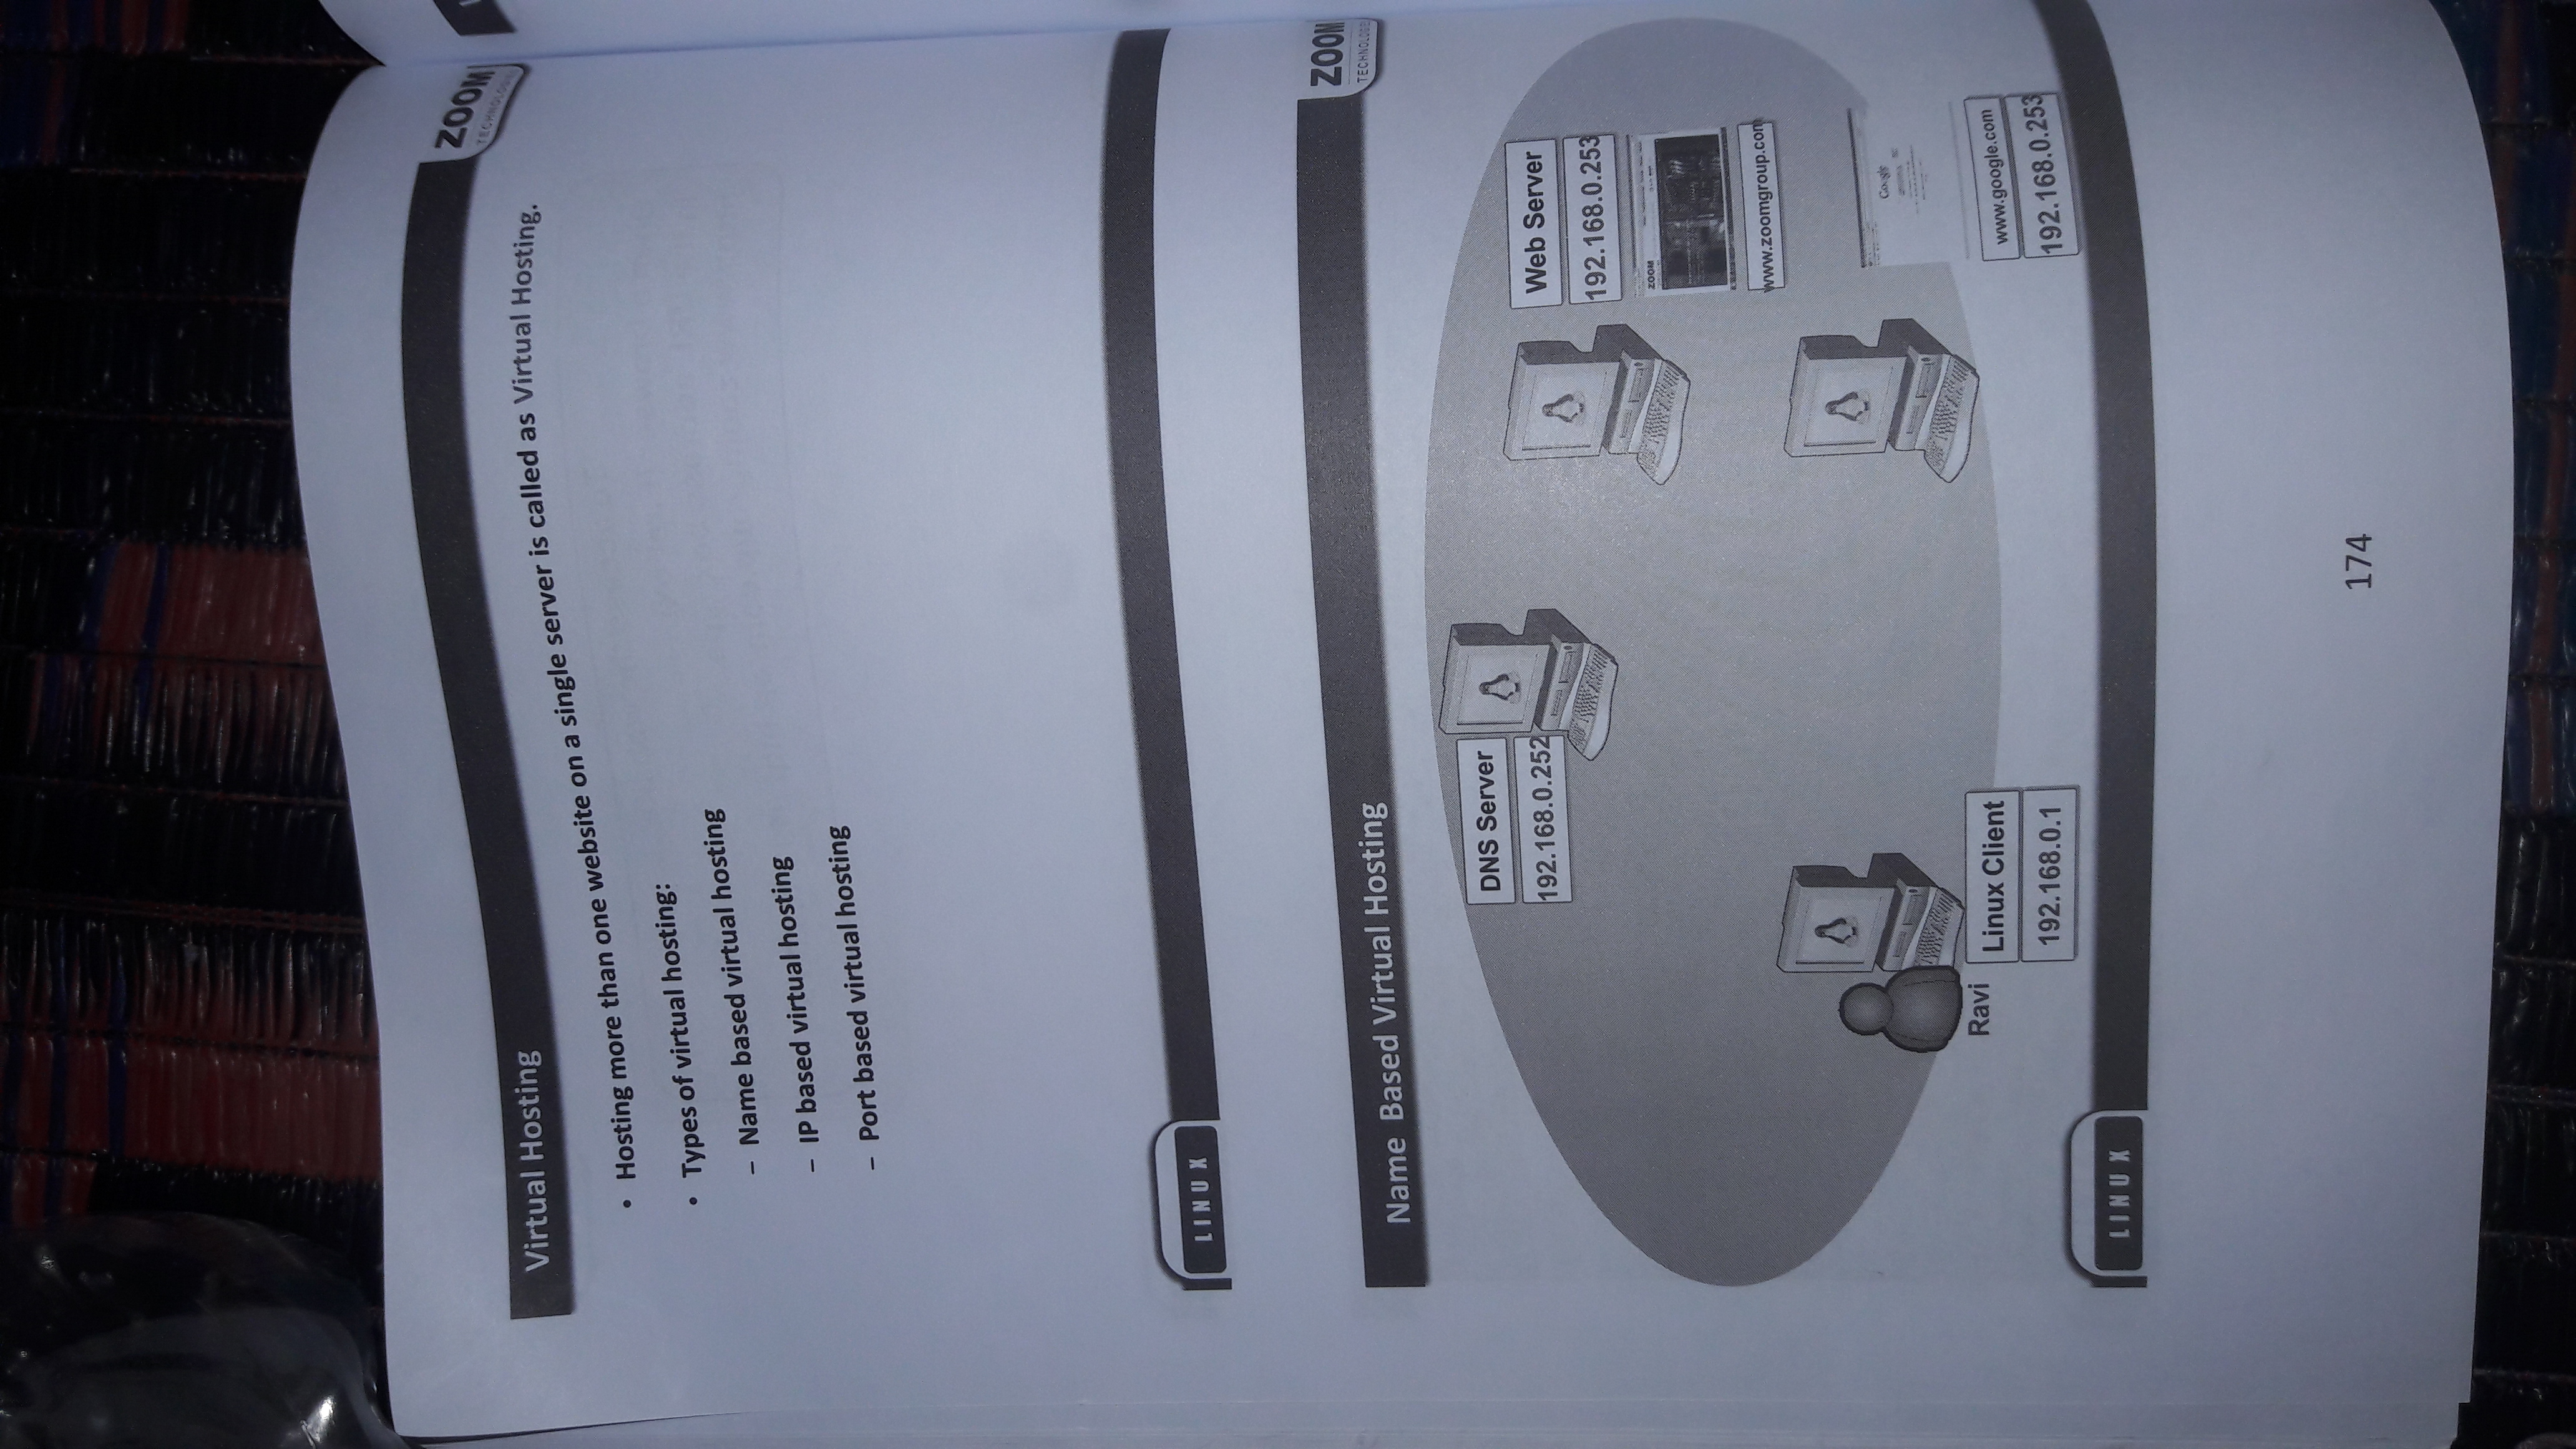 ZOOM
TECHNOLOGIES
Virtual Hosting
• Hosting more than one website on a single server is called as Virtual Hosting.
• Types of virtual hosting:
– Name based virtual hosting
– IP based virtual hosting
– Port based virtual hosting
LINUX
ZOOM
TECHNOLOGIES
Name Based Virtual Hosting
DNS Server
192.168.0.252
Web Server
192.168.0.253
ZOOM
www.zoomgroup.com
Google
Ravi
Linux Client
192.168.0.1
www.google.com
192.168.0.253
LINUX
174